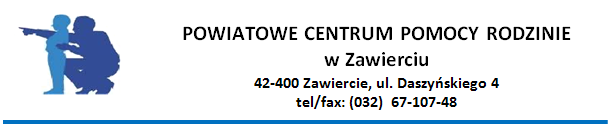 POWIATOWE CENTRUM POMOCY RODZINIE
w Zawierciu
42-400 Zawiercie, ul. Daszyńskiego 4
tel/fax: (032) 67-107-48